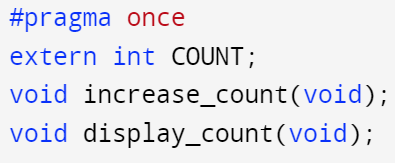 #pragma once
extern int COUNT;
void increase_count(void);
void display_count(void);